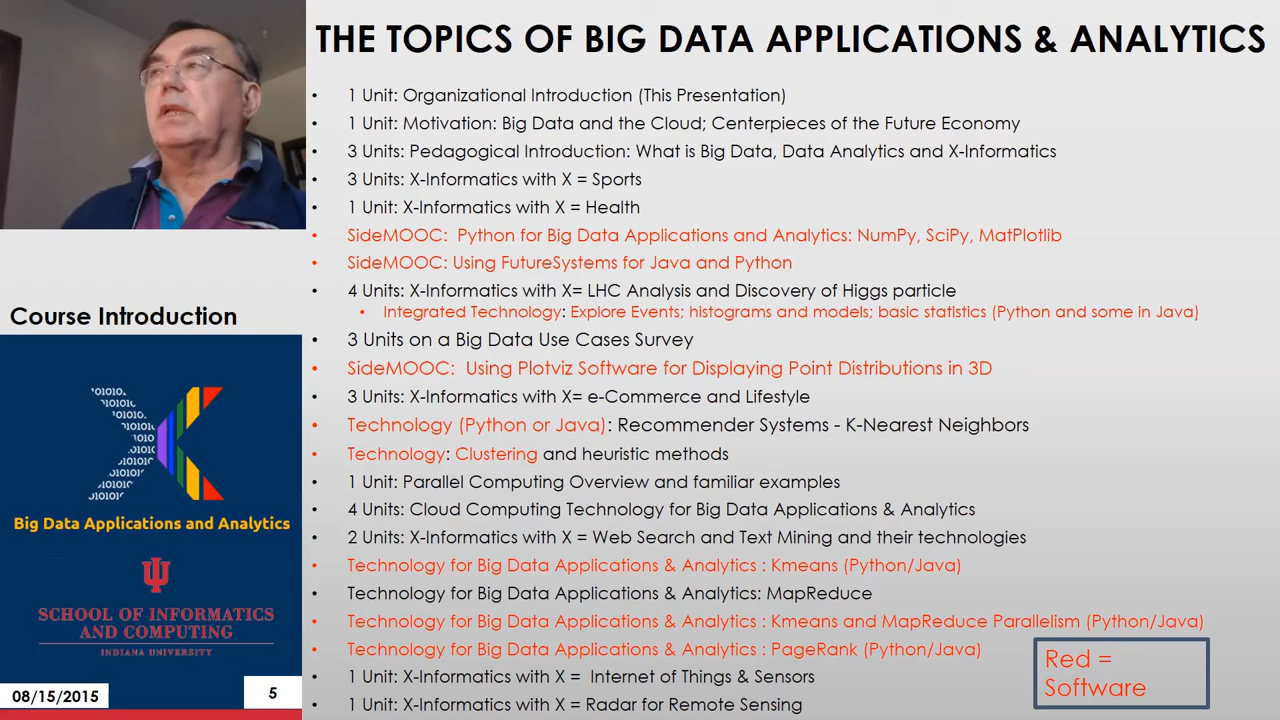 THE TOPICS OF BIG DATA APPLICATIONS & ANALYTICS
• 1 Unit: Organizational Introduction (This Presentation)
• 1 Unit: Motivation: Big Data and the Cloud; Centerpieces of the Future Economy
• 3 Units: Pedagogical Introduction: What is Big Data, Data Analytics and X-Informatics
• 3 Units: X-Informatics with X = Sports
• 1 Unit: X-Informatics with X = Health
• SideMOOC: Python for Big Data Applications and Analytics: NumPy, SciPy, MatPlotlib
• SideMOOC: Using FutureSystems for Java and Python
• 4 Units: X-Informatics with X= LHC Analysis and Discovery of Higgs particle
• Integrated Technology: Explore Events; histograms and models; basic statistics (Python and some in Java)
• 3 Units on a Big Data Use Cases Survey
• SideMOOC: Using Plotviz Software for Displaying Point Distributions in 3D
• 3 Units: X-Informatics with X= e-Commerce and Lifestyle
• Technology (Python or Java): Recommender Systems - K-Nearest Neighbors
• Technology: Clustering and heuristic methods
• 1 Unit: Parallel Computing Overview and familiar examples
• 4 Units: Cloud Computing Technology for Big Data Applications & Analytics
• 2 Units: X-Informatics with X = Web Search and Text Mining and their technologies
• Technology for Big Data Applications & Analytics : Kmeans (Python/Java)
• Technology for Big Data Applications & Analytics: MapReduce
• Technology for Big Data Applications & Analytics : Kmeans and MapReduce Parallelism (Python/Java)
• Technology for Big Data Applications & Analytics : PageRank (Python/Java)
• 1 Unit: X-Informatics with X = Internet of Things & Sensors
• 1 Unit: X-Informatics with X = Radar for Remote Sensing
Red =
Software
Course Introduction
Big Data Applications and Analytics
SCHOOL OF INFORMATICS
AND COMPUTING
INDIANA UNIVERSITY
08/15/2015
5